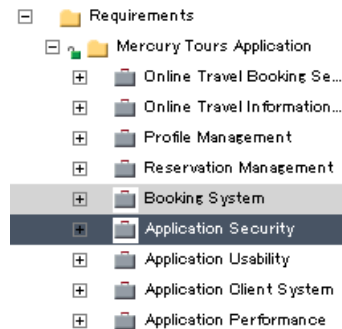 Requirements
Mercury Tours Application
Online Travel Booking Se...
Online Travel Information...
Profile Management
Reservation Management
Booking System
Application Security
Application Usability
Application Client System
Application Performance